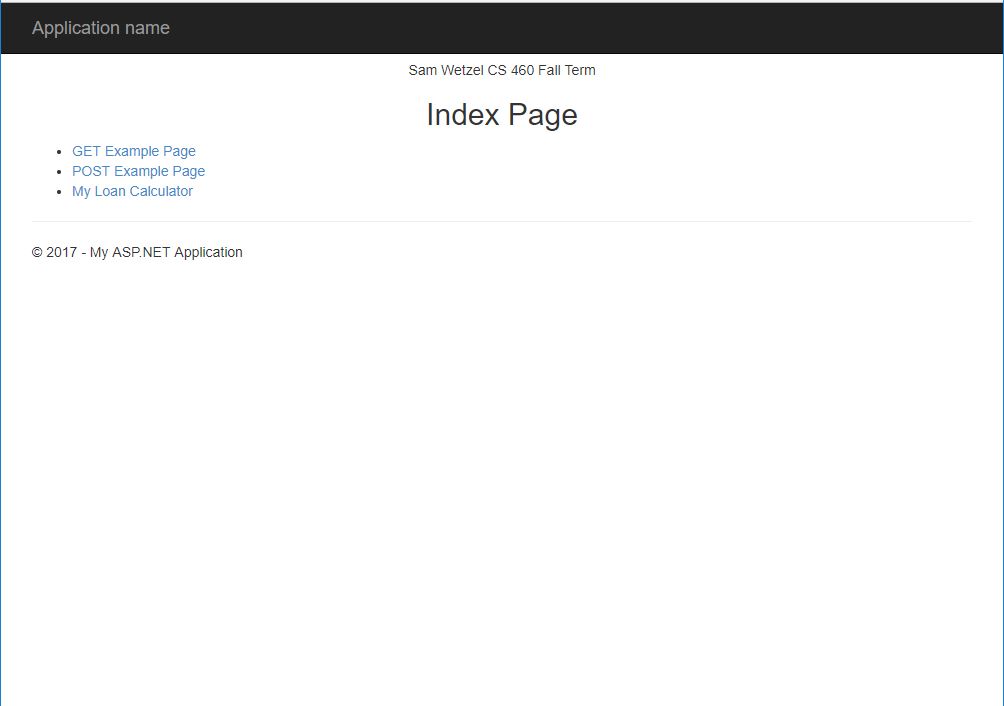 Application name
Sam Wetzel CS 460 Fall Term
Index Page
GET Example Page
POST Example Page
My Loan Calculator
© 2017 - My ASP.NET Application